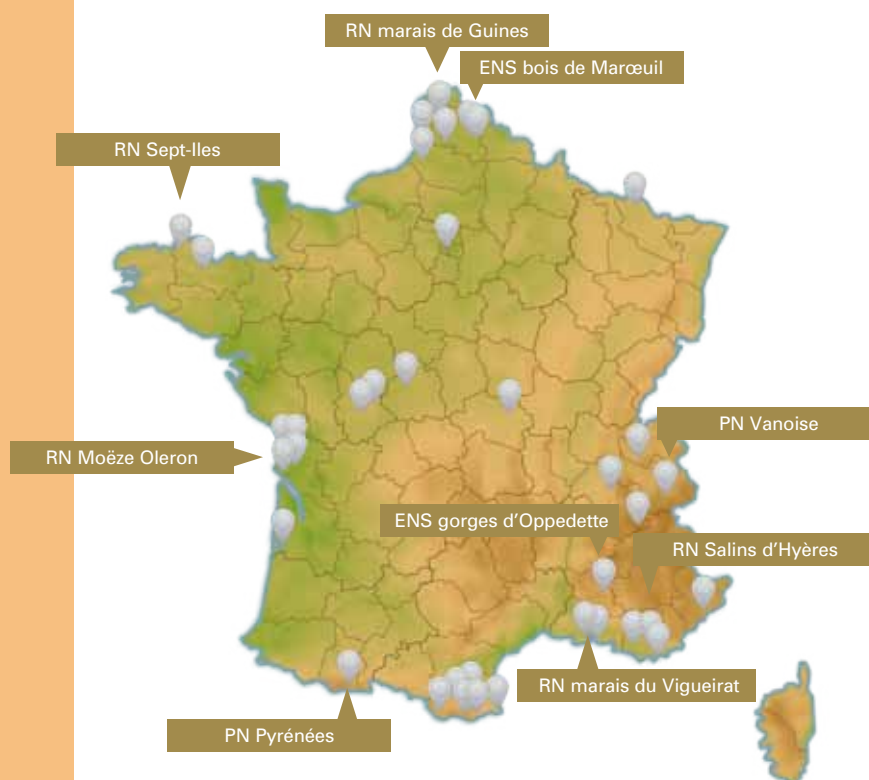 RN marais de Guines
ENS bois de Marœuil
RN Sept-Iles
PN Vanoise
RN Moëze Oleron
ENS gorges d'Oppedette
RN Salins d'Hyères
RN marais du Vigueirat
PN Pyrénées